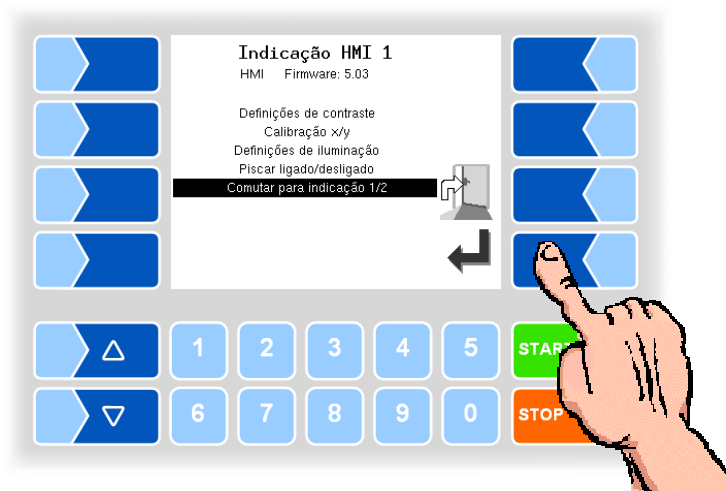 Indicação HMI 1
HMI Firmware: 5.03
Definições de contraste
Calibração x/y
Definições de iluminação
Piscar ligado/desligado
Comutar para indicação 1/2
1 2 3 4 5
6 7 8 9 0
STOP